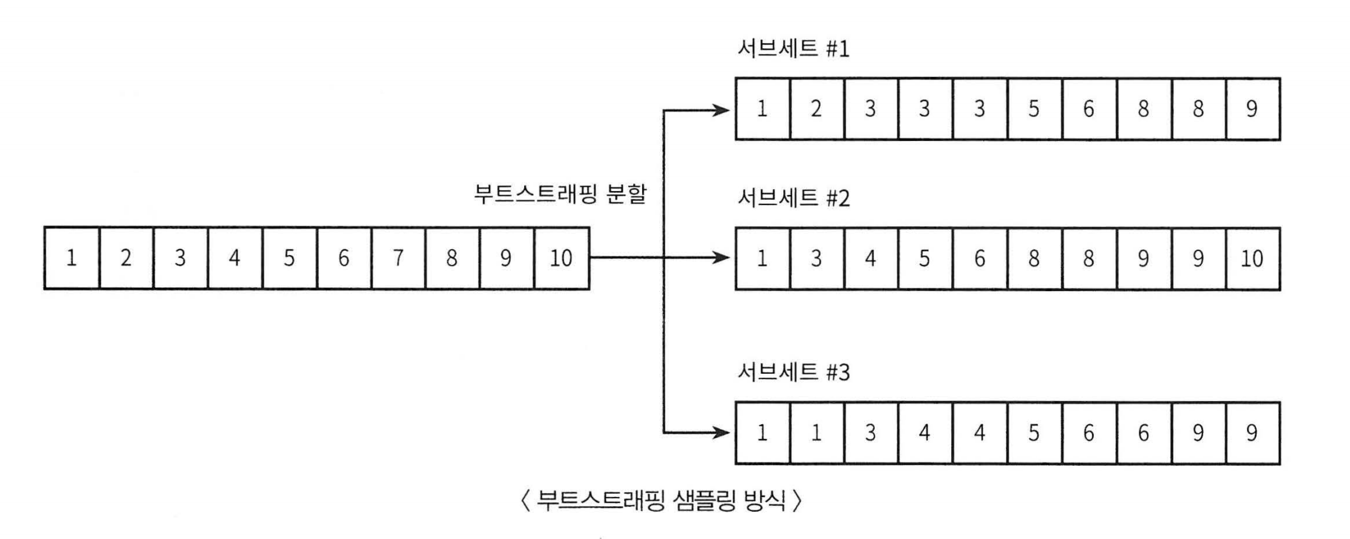 서브세트 #1
1 2 3 3 3 5 6 8 8 9
부트스트래핑 분할
서브세트 #2
1 2 3 4 5 6 7 8 9 10
1 3 4 5 6 8 8 9 9 10
서브세트 #3
1 1 3 4 4 5 6 6 9 9
〈 부트스트래핑 샘플링 방식 〉